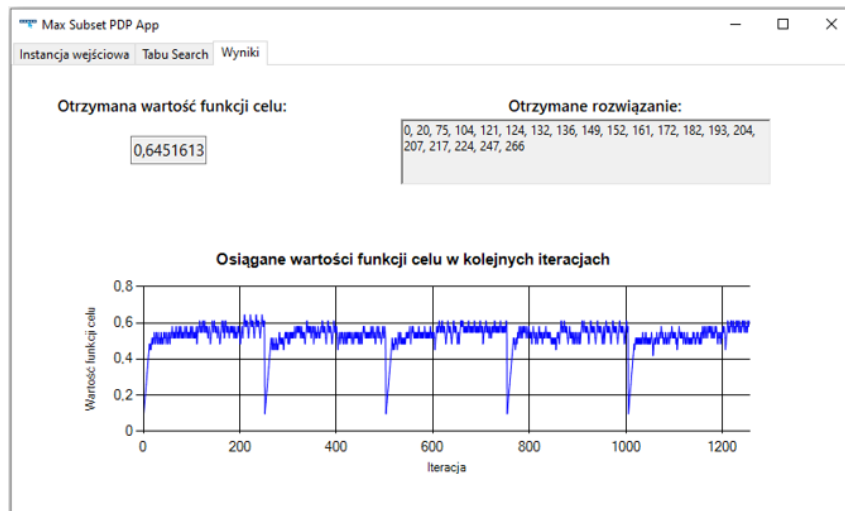 Max Subset PDP App
Instancja wejściowa
Tabu Search
Wyniki
Otrzymana wartość funkcji celu:
Otrzymane rozwiązanie:
0,6451613
0, 20, 75, 104, 121, 124, 132, 136, 149, 152, 161, 172, 182, 193, 204,
207, 217, 224, 247, 266
Osiągane wartości funkcji celu w kolejnych iteracjach
Wartość funkcji celu
0.8
0.6
0.4
0.2
0
0
200
400
600
800
1000
1200
Iteracja